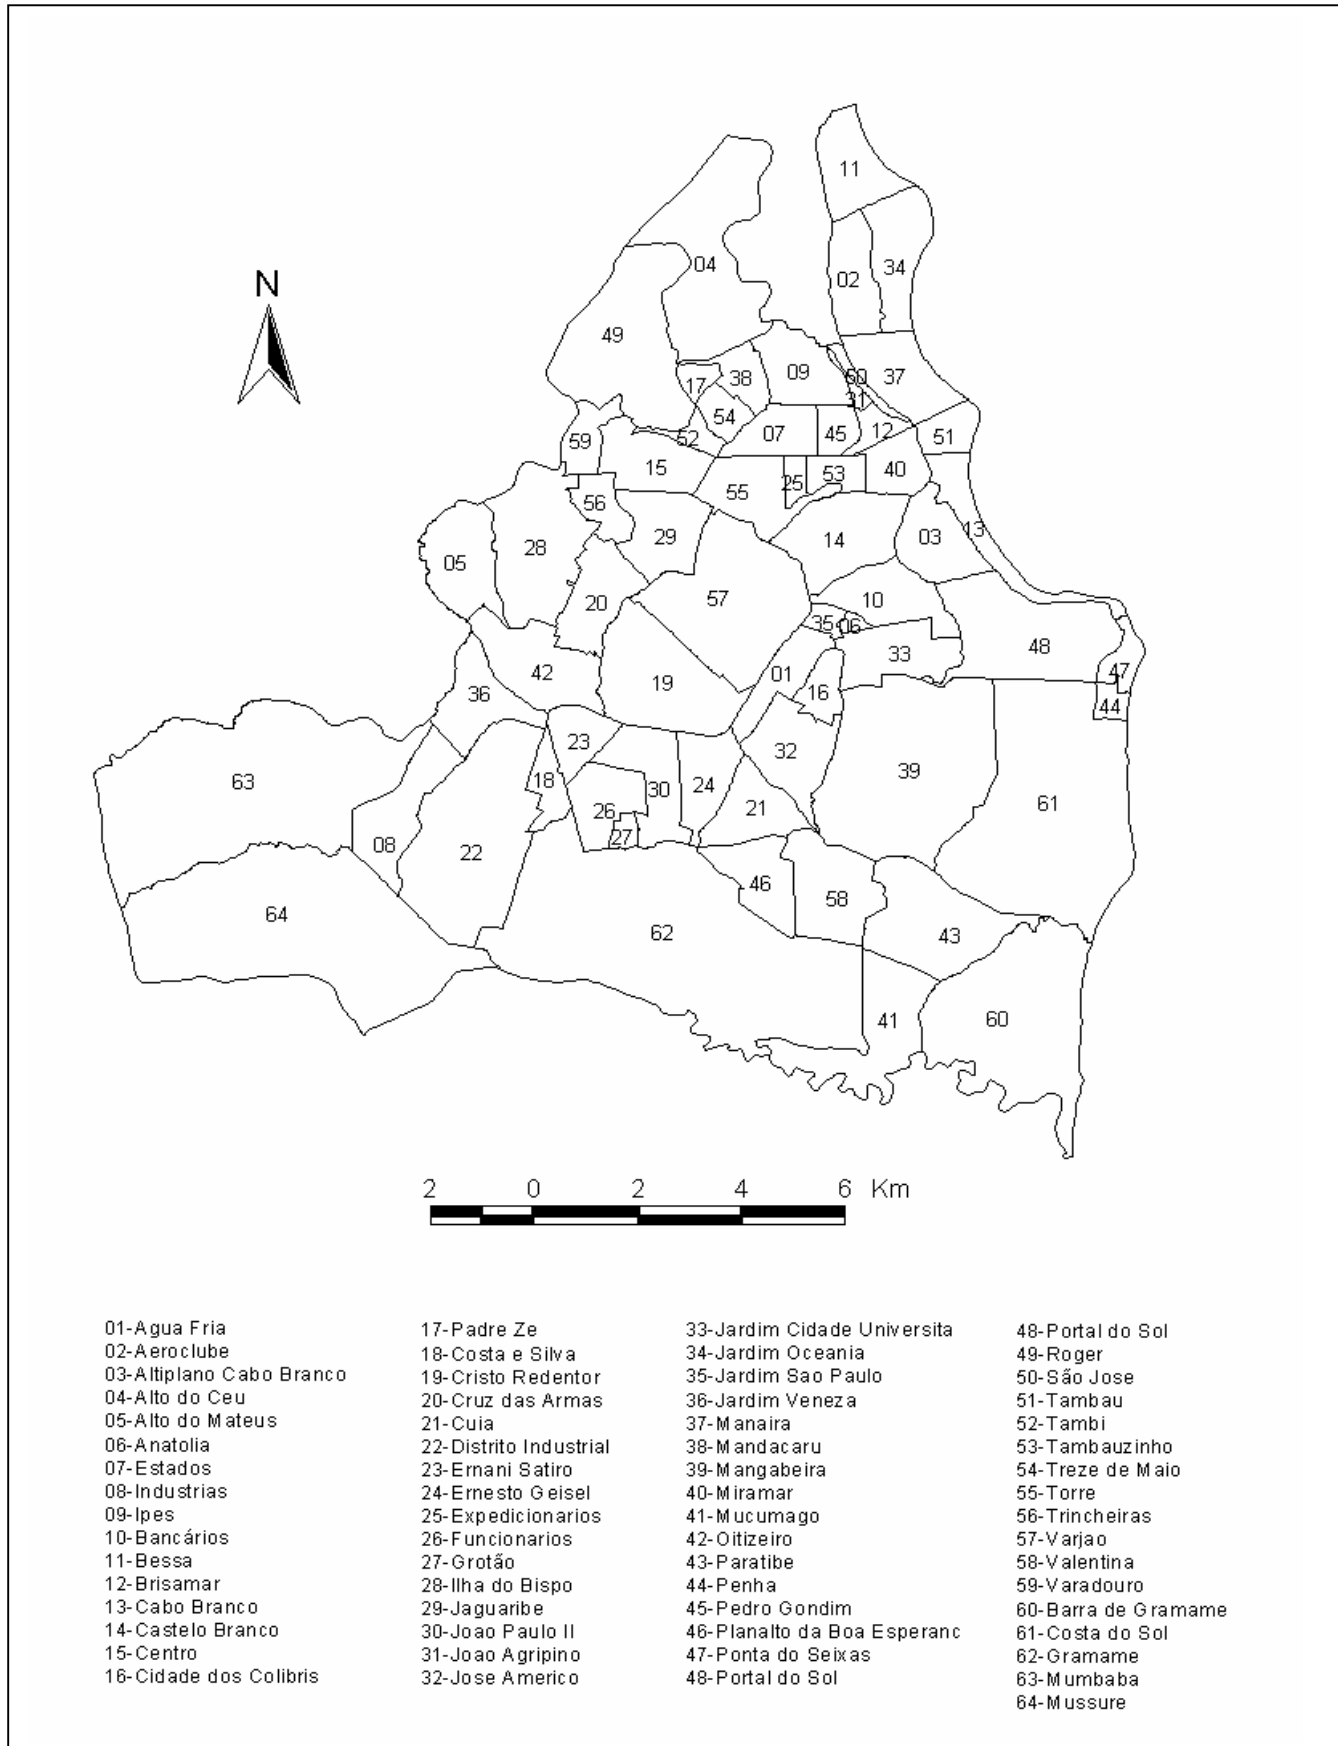 11
04
34
02
N
49
09
50
37
17
38
31
54
07
45
12
51
59
52
15
40
53
55
25
56
13
29
14
03
28
05
57
20
10
35
06
33
48
42
01
47
19
16
36
44
23
32
63
18
30
24
39
26
21
61
27
08
22
46
58
64
62
43
41
60
2 0 2 4 6 Km
01-Agua Fria
02-Aeroclube
03-Altiplano Cabo Branco
04-Alto do Ceu
05-Alto do Mateus
06-Anatolia
07-Estados
08-Industrias
09-Ipes
10-Bancários
11-Bessa
12-Brisamar
13-Cabo Branco
14-Castelo Branco
15-Centro
16-Cidade dos Colibris
17-Padre Ze
18-Costa e Silva
19-Cristo Redentor
20-Cruz das Armas
21-Cuia
22-Distrito Industrial
23-Ernani Satiro
24-Ernesto Geisel
25-Expedicionarios
26-Funcionarios
27-Grotão
28-Ilha do Bispo
29-Jaguaribe
30-Joao Paulo II
31-Joao Agripino
32-Jose Americo
33-Jardim Cidade Universita
34-Jardim Oceania
35-Jardim Sao Paulo
36-Jardim Veneza
37-Manaira
38-Mandacaru
39-Mangabeira
40-Miramar
41-Mucumago
42-Oitizeiro
43-Paratibe
44-Penha
45-Pedro Gondim
46-Planalto da Boa Esperanc
47-Ponta do Seixas
48-Portal do Sol
48-Portal do Sol
49-Roger
50-São Jose
51-Tambau
52-Tambi
53-Tambauzinho
54-Treze de Maio
55-Torre
56-Trincheiras
57-Varjao
58-Valentina
59-Varadouro
60-Barra de Gramame
61-Costa do Sol
62-Gramame
63-Mumbaba
64-Mussure